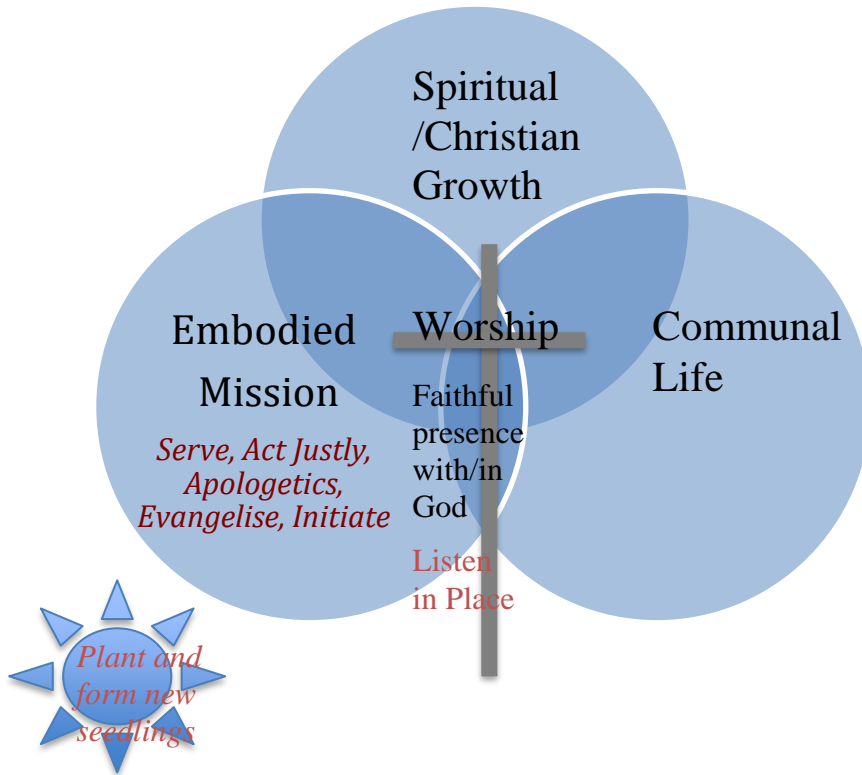 Spiritual
/Christian
Growth
Embodied
Mission
Serve, Act Justly,
Apologetics,
Evangelise, Initiate
Worship
Faithful
presence
with/in
God
Listen
in Place
Communal
Life
Plant and
form new
seedlings